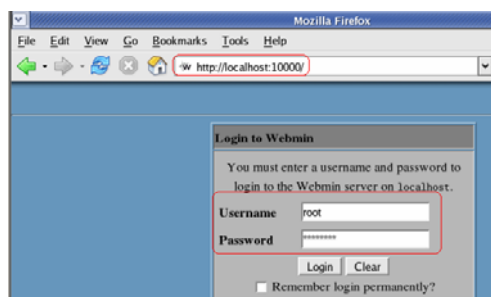 Mozilla Firefox
File Edit View Go Bookmarks Tools Help
http://localhost:10000/
Login to Webmin
You must enter a username and password to
login to the Webmin server on localhost.
Username root
Password ********
Login Clear
Remember login permanently?